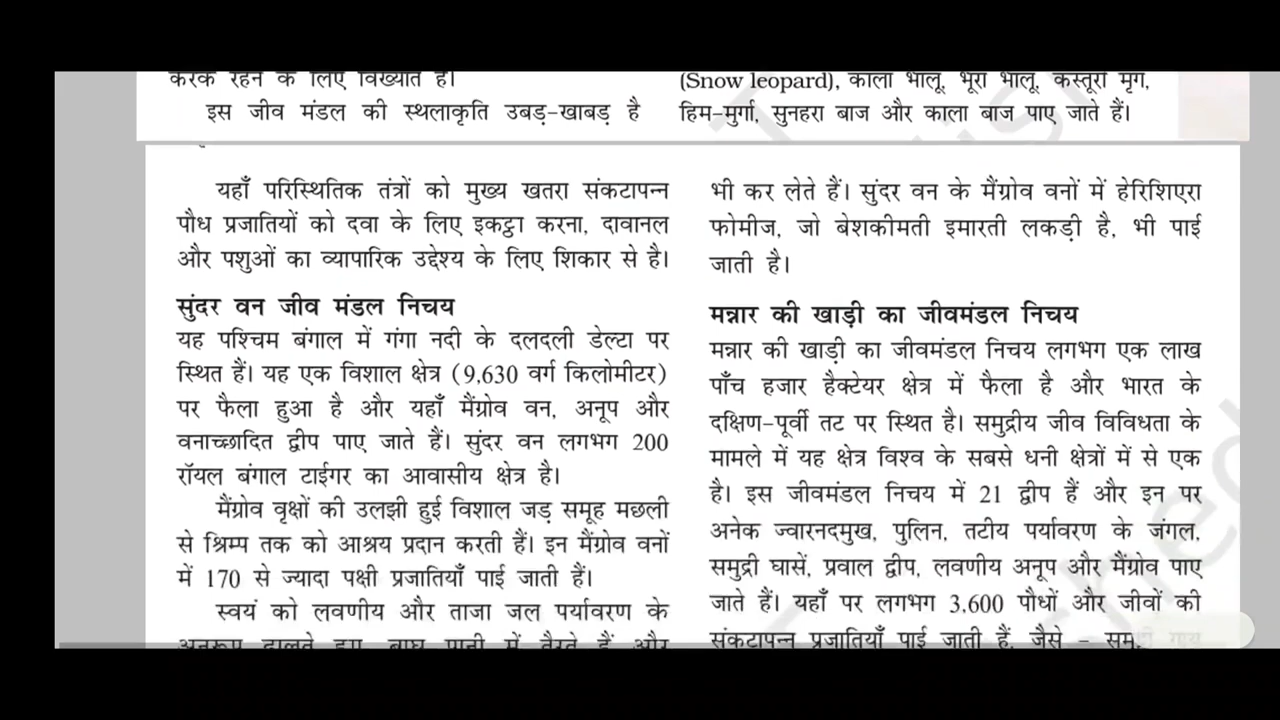 करके रहने के लिए विख्यात है।
इस जीव मंडल की स्थलाकृति उबड़-खाबड़ है
(Snow leopard), काला भालू, भूरा भालू, कस्तूरी मृग,
हिम-मुर्गा, सुनहरा बाज और काला बाज पाए जाते हैं।
यहाँ परिस्थितिक तंत्रों को मुख्य खतरा संकटापन्न
पौध प्रजातियों को दवा के लिए इकट्ठा करना, दावानल
और पशुओं का व्यापारिक उद्देश्य के लिए शिकार से है।
सुंदर वन जीव मंडल निचय
यह पश्चिम बंगाल में गंगा नदी के दलदली डेल्टा पर
स्थित हैं। यह एक विशाल क्षेत्र (9,630 वर्ग किलोमीटर)
पर फैला हुआ है और यहाँ मैंग्रोव वन, अनूप और
वनाच्छादित द्वीप पाए जाते हैं। सुंदर वन लगभग 200
रॉयल बंगाल टाईगर का आवासीय क्षेत्र है।
मैंग्रोव वृक्षों की उलझी हुई विशाल जड़ समूह मछली
से श्रिम्प तक को आश्रय प्रदान करती हैं। इन मैंग्रोव वनों
में 170 से ज्यादा पक्षी प्रजातियाँ पाई जाती हैं।
स्वयं को लवणीय और ताजा जल पर्यावरण के
अनुरूप ढालते हुए, बाघ पानी में तैरते हैं और
भी कर लेते हैं। सुंदर वन के मैंग्रोव वनों में हेरिशिएरा
फोमीज, जो बेशकीमती इमारती लकड़ी है, भी पाई
जाती है।
मन्नार की खाड़ी का जीवमंडल निचय
मन्नार की खाड़ी का जीवमंडल निचय लगभग एक लाख
पाँच हजार हैक्टेयर क्षेत्र में फैला है और भारत के
दक्षिण-पूर्वी तट पर स्थित है। समुद्रीय जीव विविधता के
मामले में यह क्षेत्र विश्व के सबसे धनी क्षेत्रों में से एक
है। इस जीवमंडल निचय में 21 द्वीप हैं और इन पर
अनेक ज्वारनदमुख, पुलिन, तटीय पर्यावरण के जंगल,
समुद्री घासें, प्रवाल द्वीप, लवणीय अनूप और मैंग्रोव पाए
जाते हैं। यहाँ पर लगभग 3,600 पौधों और जीवों की
संकटापन्न प्रजातियाँ पाई जाती हैं, जैसे –